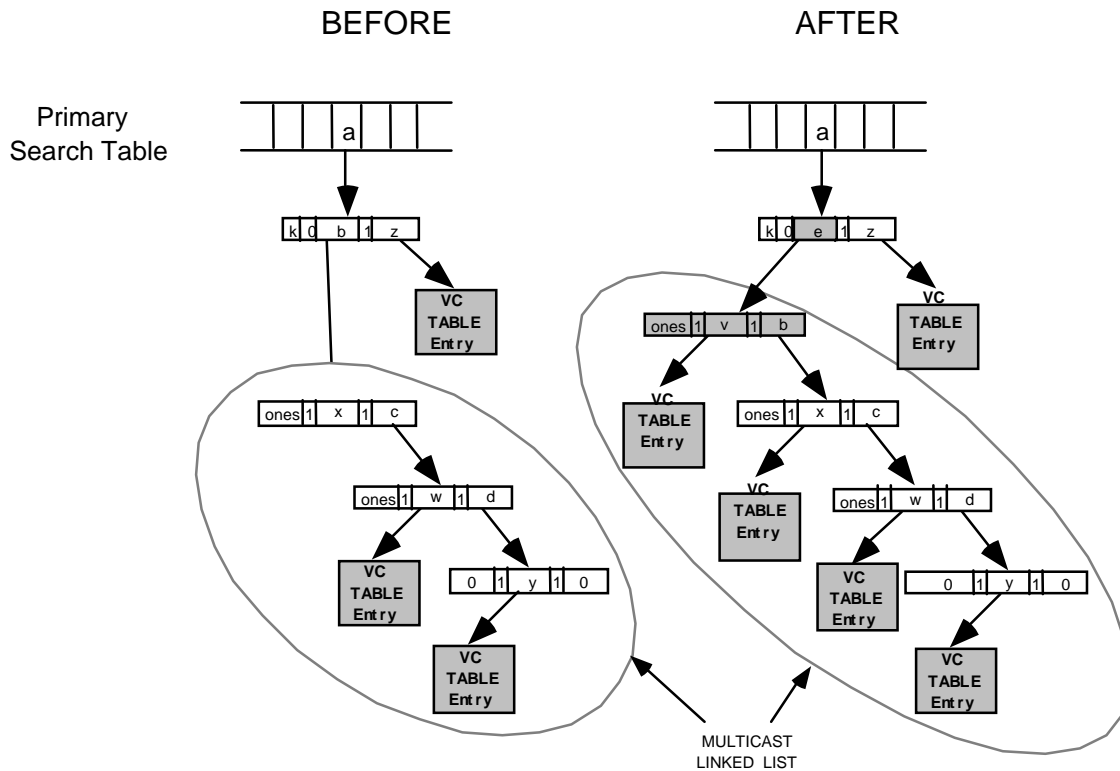 BEFORE
AFTER
Primary
Search Table
a
a
k 0 b 1 z
k 0 e 1 z
VC
TABLE
Entry
VC
TABLE
Entry
ones 1 v 1 b
VC
TABLE
Entry
ones 1 x 1 c
ones 1 x 1 c
VC
TABLE
Entry
ones 1 w 1 d
ones 1 w 1 d
VC
TABLE
Entry
VC
TABLE
Entry
0 1 y 1 0
0 1 y 1 0
VC
TABLE
Entry
VC
TABLE
Entry
MULTICAST
LINKED LIST